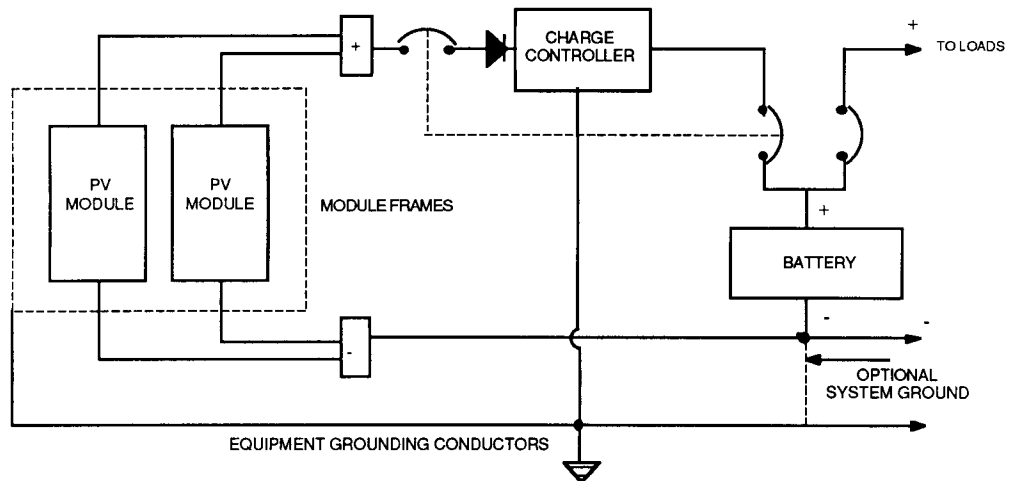 +
CHARGE
CONTROLLER
+
TO LOADS
PV
MODULE
PV
MODULE
MODULE FRAMES
+
BATTERY
-
-
-
OPTIONAL
SYSTEM GROUND
EQUIPMENT GROUNDING CONDUCTORS